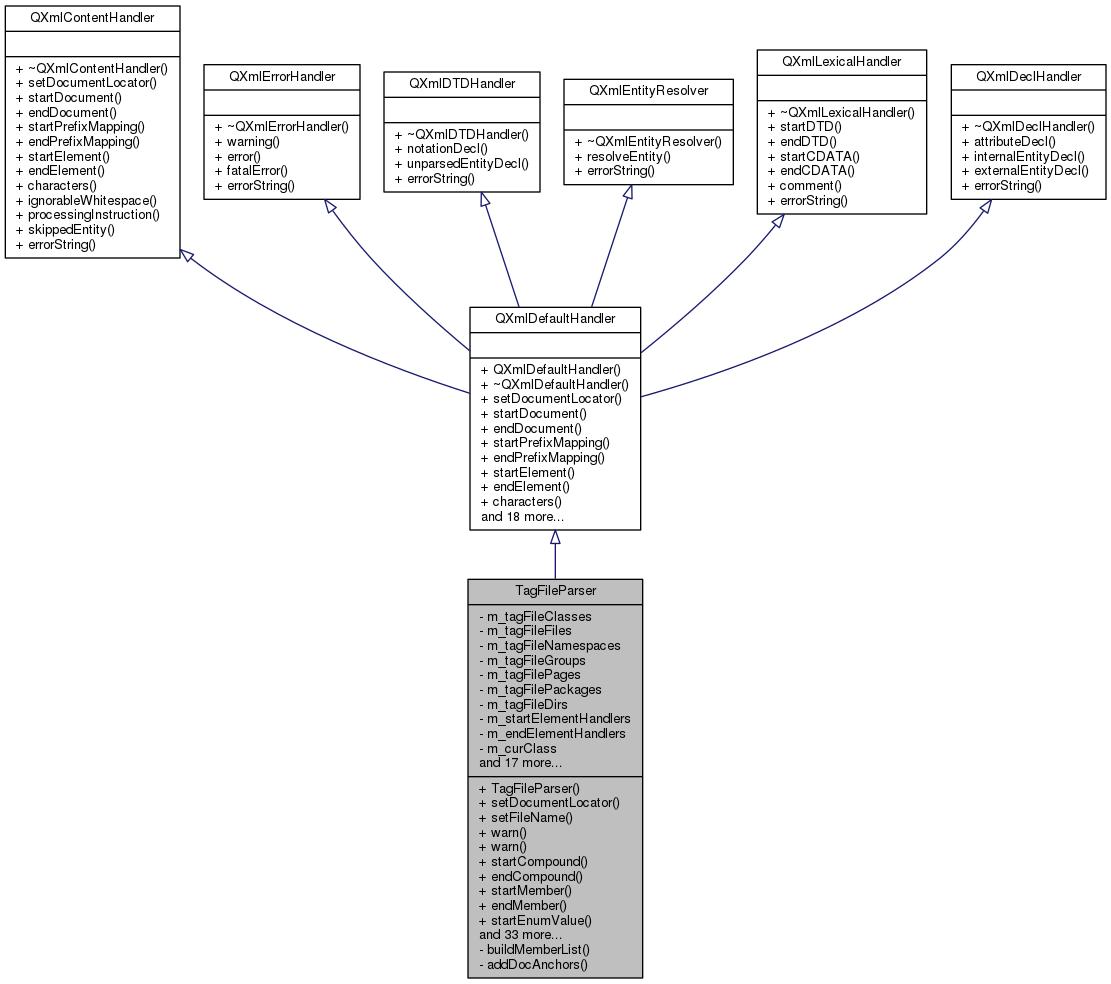 QXmlContentHandler
+ ~QXmlContentHandler()
+ setDocumentLocator()
+ startDocument()
+ endDocument()
+ startPrefixMapping()
+ endPrefixMapping()
+ startElement()
+ endElement()
+ characters()
+ ignorableWhitespace()
+ processingInstruction()
+ skippedEntity()
+ errorString()
QXmlErrorHandler
+ ~QXmlErrorHandler()
+ warning()
+ error()
+ fatalError()
+ errorString()
QXmlDTDHandler
+ ~QXmlDTDHandler()
+ notationDecl()
+ unparsedEntityDecl()
+ errorString()
QXmlEntityResolver
+ ~QXmlEntityResolver()
+ resolveEntity()
+ errorString()
QXmlLexicalHandler
+ ~QXmlLexicalHandler()
+ startDTD()
+ endDTD()
+ startCDATA()
+ endCDATA()
+ comment()
+ errorString()
QXmlDeclHandler
+ ~QXmlDeclHandler()
+ attributeDecl()
+ internalEntityDecl()
+ externalEntityDecl()
+ errorString()
QXmlDefaultHandler
+ QXmlDefaultHandler()
+ ~QXmlDefaultHandler()
+ setDocumentLocator()
+ startDocument()
+ endDocument()
+ startPrefixMapping()
+ endPrefixMapping()
+ startElement()
+ endElement()
+ characters()
and 18 more...
TagFileParser
- m_tagFileClasses
- m_tagFileFiles
- m_tagFileNamespaces
- m_tagFileGroups
- m_tagFilePages
- m_tagFilePackages
- m_tagFileDirs
- m_startElementHandlers
- m_endElementHandlers
- m_curClass
and 17 more...
+ TagFileParser()
+ setDocumentLocator()
+ setFileName()
+ warn()
+ warn()
+ startCompound()
+ endCompound()
+ startMember()
+ endMember()
+ startEnumValue()
and 33 more...
- buildMemberList()
- addDocAnchors()